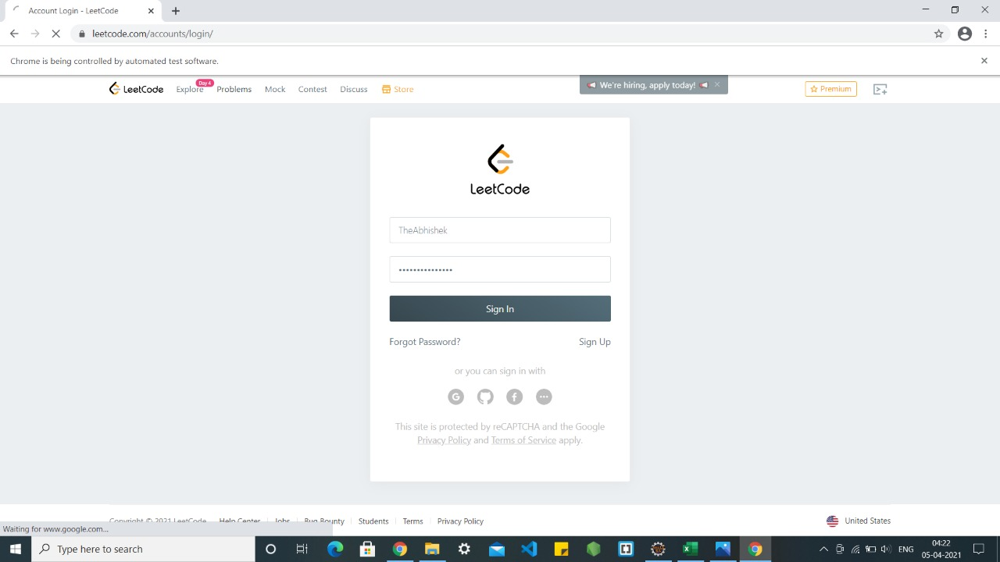 Account Login - LeetCode
leetcode.com/accounts/login/
Chrome is being controlled by automated test software.
LeetCode Explore Day 4 Problems Mock Contest Discuss Store We're hiring, apply today! Premium
LeetCode
TheAbhishek
Sign In
Forgot Password? Sign Up
or you can sign in with
This site is protected by reCAPTCHA and the Google
Privacy Policy and Terms of Service apply.
Copyright © 2021 LeetCode Help Center Jobs Bug Bounty Students Terms Privacy Policy United States
Waiting for www.google.com...
Type here to search
ENG
04:22
05-04-2021